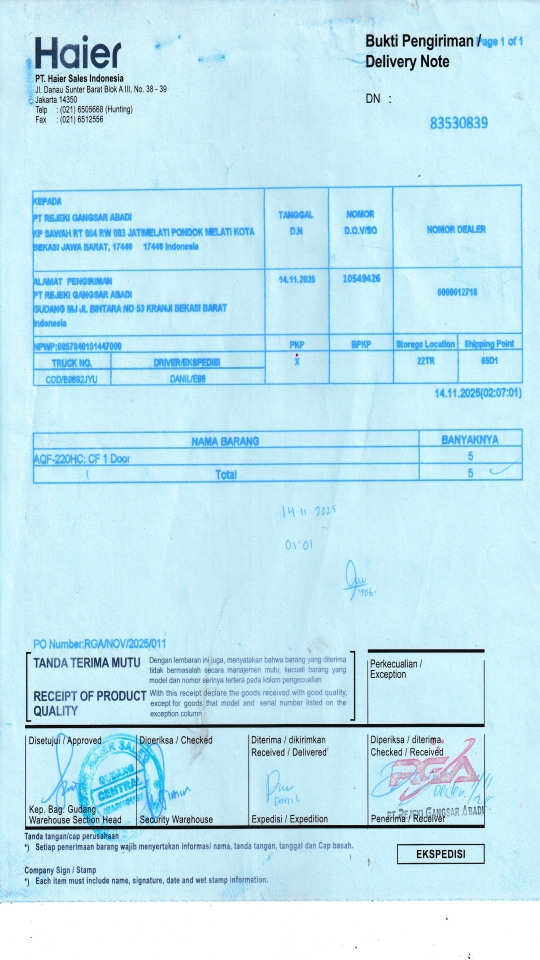 Haier
Bukti Pengiriman / Page 1 of 1
Delivery Note
PT. Haier Sales Indonesia
Jl. Danau Sunter Barat Blok A III, No. 38 - 39
Jakarta 14350
Telp : (021) 6505668 (Hunting)
Fax : (021) 6512556
DN :
83530839
KEPADA
PT REJEKI GANGSAR ABADI
KP SAWAH RT 004 RW 003 JATIMELATI PONDOK MELATI KOTA
BEKASI JAWA BARAT, 17448 17448 Indonesia
TANGGAL
D.N
NOMOR
D.O.V/SO
NOMOR DEALER
ALAMAT PENGIRIMAN
PT REJEKI GANGSAR ABADI
GUDANG MJ JL BINTARA NO 53 KRANJI BEKASI BARAT
Indonesia
14.11.2025
10549426
6000012718
NPWP:0857040151447000
PKP
BPKP
Storege Location
Shipping Point
TRUCK NO.
DRIVER/EKSPEDISI
X
22TR
65D1
CDD/B9892JYU
DANIL/E88
14.11.2025(02:07:01)
NAMA BARANG
BANYAKNYA
AQF-220HC; CF 1 Door
5
Total
5
14-11-2025
01:01
PO Number:RGA/NOV/2025/011
TANDA TERIMA MUTU
Dengan lembaran ini juga, menyatakan bahwa barang yang diterima
tidak bermasalah secara manajemen mutu, kecuali barang yang
model dan nomor serinya tertera pada kolom pengecualian
RECEIPT OF PRODUCT
QUALITY
With this receipt declare the goods received with good quality,
except for goods that model and serial number listed on the
exception column
Perkecualian /
Exception
Disetujui / Approved
Diperiksa / Checked
Diterima / dikirimkan
Received / Delivered
Diperiksa / diterima
Checked / Received
GUDANG
CENTRAL
RGA
PT REJEKI GANGSAR ABADI
Danil
Kep. Bag. Gudang
Warehouse Section Head
Security Warehouse
Expedisi / Expedition
Penerima / Receiver
Tanda tangan/cap perusahaan
*) Setiap penerimaan barang wajib menyertakan informasi nama, tanda tangan, tanggal dan Cap basah.
EKSPEDISI
Company Sign / Stamp
*) Each item must include name, signature, date and wet stamp information.